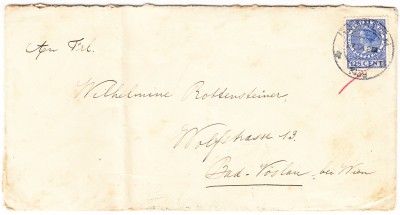 An Frl.
Wilhelmine Rottensteiner,
Wolfstrasse 13.
Bad-Vöslau, bei Wien
12½ CENT